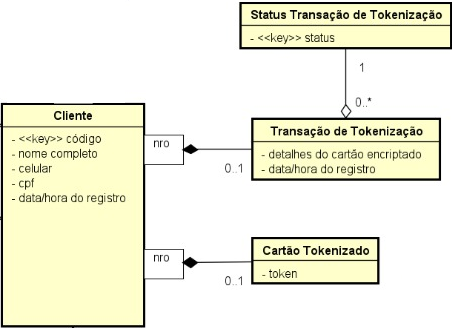 Status Transação de Tokenização
- <<key>> status
1
0..*
Cliente
- <<key>> código
- nome completo
- celular
- cpf
- data/hora do registro
nro
0..1
Transação de Tokenização
- detalhes do cartão encriptado
- data/hora do registro
nro
0..1
Cartão Tokenizado
- token